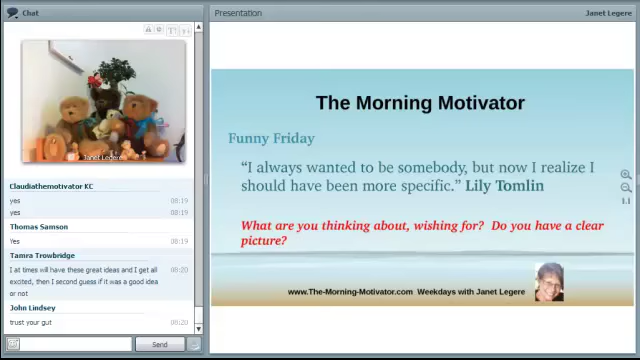 Chat
Presentation
Janet Legere
Janet Legere
Claudiathemotivator KC
yes 08:19
yes 08:19
Thomas Samson
Yes 08:19
Tamra Trowbridge
I at times will have these great ideas and I get all 08:20
excited, then I second guess if it was a good idea
or not
John Lindsey
trust your gut 08:20
Send
The Morning Motivator
Funny Friday
“I always wanted to be somebody, but now I realize I
should have been more specific.” Lily Tomlin
What are you thinking about, wishing for? Do you have a clear
picture?
www.The-Morning-Motivator.com Weekdays with Janet Legere
1:1